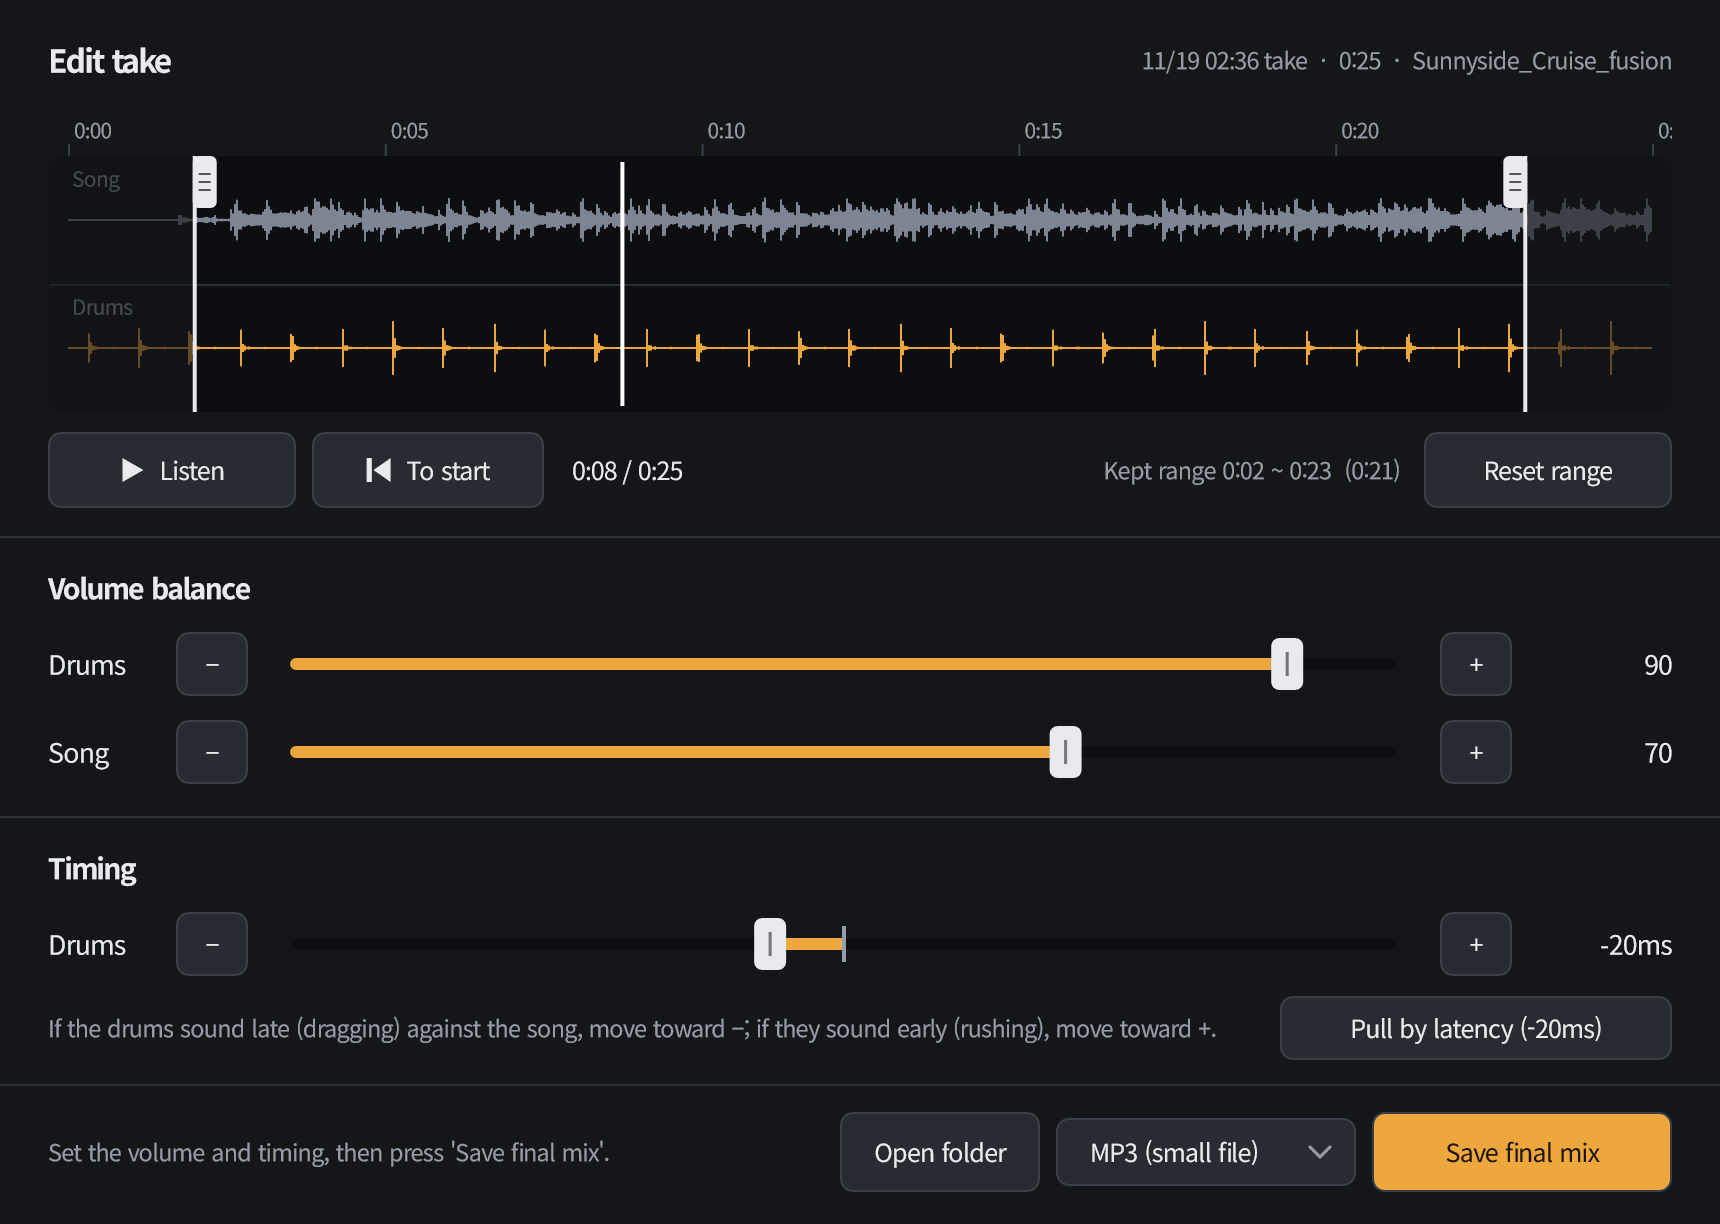 Edit take
11/19 02:36 take · 0:25 · Sunnyside_Cruise_fusion
0:00 0:05 0:10 0:15 0:20 0:
Song
Drums
Listen To start 0:08 / 0:25 Kept range 0:02 ~ 0:23 (0:21) Reset range
Volume balance
Drums − + 90
Song − + 70
Timing
Drums − + -20ms
If the drums sound late (dragging) against the song, move toward −; if they sound early (rushing), move toward +.
Pull by latency (-20ms)
Set the volume and timing, then press 'Save final mix'.
Open folder MP3 (small file) Save final mix